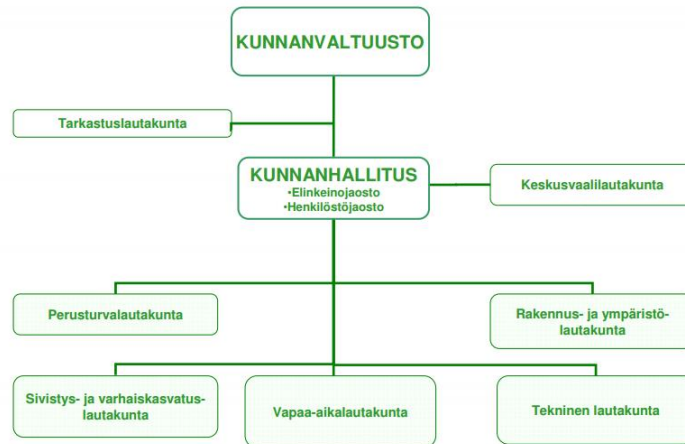 KUNNANVALTUUSTO
Tarkastuslautakunta
KUNNANHALLITUS
•Elinkeinojaosto
•Henkilöstöjaosto
Keskusvaalilautakunta
Perusturvalautakunta
Rakennus- ja ympäristö-
lautakunta
Sivistys- ja varhaiskasvatus-
lautakunta
Vapaa-aikalautakunta
Tekninen lautakunta